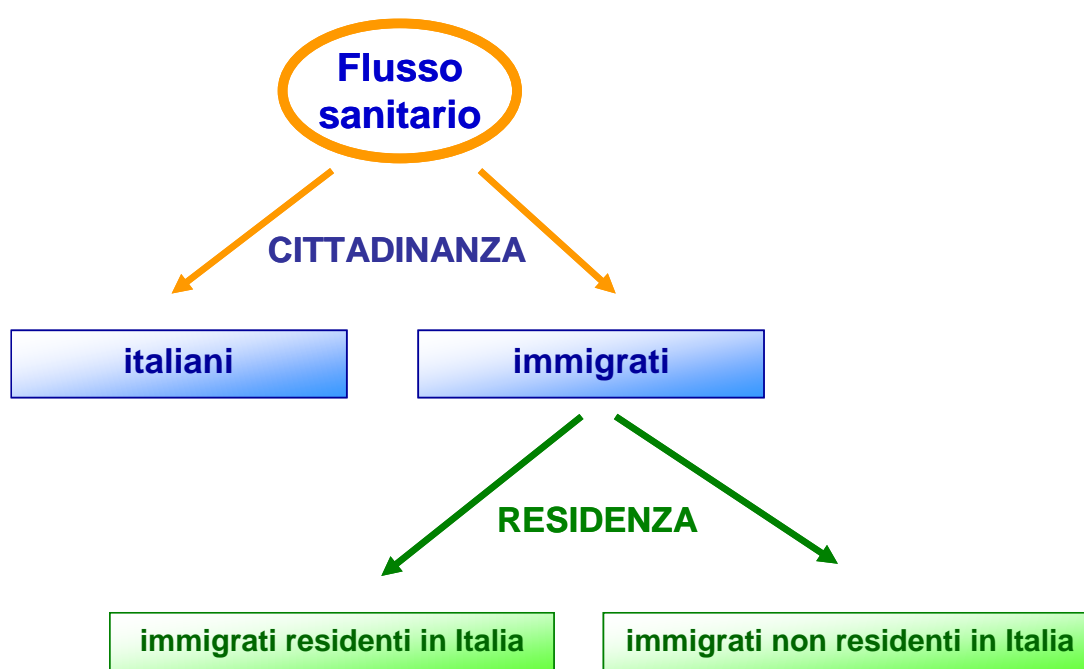 Flusso
sanitario
CITTADINANZA
italiani
immigrati
RESIDENZA
immigrati residenti in Italia
immigrati non residenti in Italia